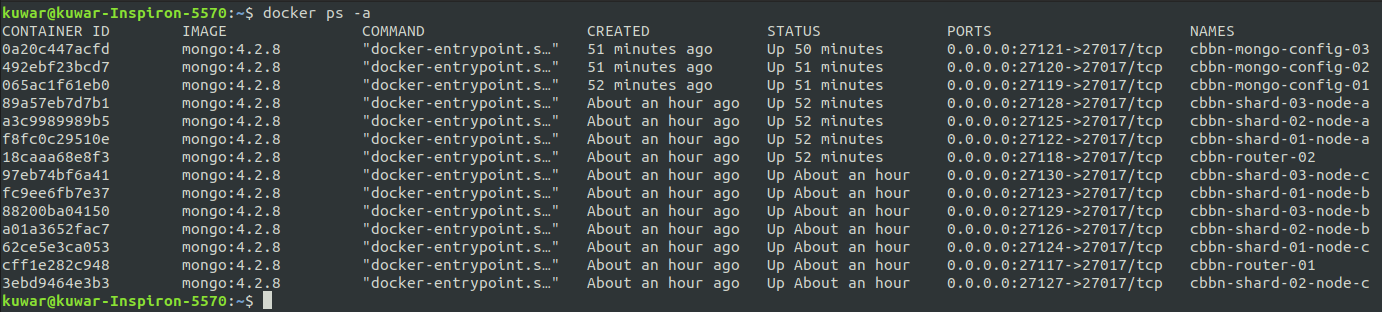 kuwar@kuwar-Inspiron-5570:~$ docker ps -a
CONTAINER ID        IMAGE               COMMAND                  CREATED             STATUS              PORTS                      NAMES
0a20c447acfd        mongo:4.2.8         "docker-entrypoint.s…"   51 minutes ago      Up 50 minutes       0.0.0.0:27121->27017/tcp   cbbn-mongo-config-03
492ebf23bcd7        mongo:4.2.8         "docker-entrypoint.s…"   51 minutes ago      Up 51 minutes       0.0.0.0:27120->27017/tcp   cbbn-mongo-config-02
065ac1f61eb0        mongo:4.2.8         "docker-entrypoint.s…"   52 minutes ago      Up 51 minutes       0.0.0.0:27119->27017/tcp   cbbn-mongo-config-01
89a57eb7d7b1        mongo:4.2.8         "docker-entrypoint.s…"   About an hour ago   Up 52 minutes       0.0.0.0:27128->27017/tcp   cbbn-shard-03-node-a
a3c9989989b5        mongo:4.2.8         "docker-entrypoint.s…"   About an hour ago   Up 52 minutes       0.0.0.0:27125->27017/tcp   cbbn-shard-02-node-a
f8fc0c29510e        mongo:4.2.8         "docker-entrypoint.s…"   About an hour ago   Up 52 minutes       0.0.0.0:27122->27017/tcp   cbbn-shard-01-node-a
18caaa68e8f3        mongo:4.2.8         "docker-entrypoint.s…"   About an hour ago   Up 52 minutes       0.0.0.0:27118->27017/tcp   cbbn-router-02
97eb74bf6a41        mongo:4.2.8         "docker-entrypoint.s…"   About an hour ago   Up About an hour    0.0.0.0:27130->27017/tcp   cbbn-shard-03-node-c
fc9ee6fb7e37        mongo:4.2.8         "docker-entrypoint.s…"   About an hour ago   Up About an hour    0.0.0.0:27123->27017/tcp   cbbn-shard-01-node-b
88200ba04150        mongo:4.2.8         "docker-entrypoint.s…"   About an hour ago   Up About an hour    0.0.0.0:27129->27017/tcp   cbbn-shard-03-node-b
a01a3652fac7        mongo:4.2.8         "docker-entrypoint.s…"   About an hour ago   Up About an hour    0.0.0.0:27126->27017/tcp   cbbn-shard-02-node-b
62ce5e3ca053        mongo:4.2.8         "docker-entrypoint.s…"   About an hour ago   Up About an hour    0.0.0.0:27124->27017/tcp   cbbn-shard-01-node-c
cff1e282c948        mongo:4.2.8         "docker-entrypoint.s…"   About an hour ago   Up About an hour    0.0.0.0:27117->27017/tcp   cbbn-router-01
3ebd9464e3b3        mongo:4.2.8         "docker-entrypoint.s…"   About an hour ago   Up About an hour    0.0.0.0:27127->27017/tcp   cbbn-shard-02-node-c
kuwar@kuwar-Inspiron-5570:~$